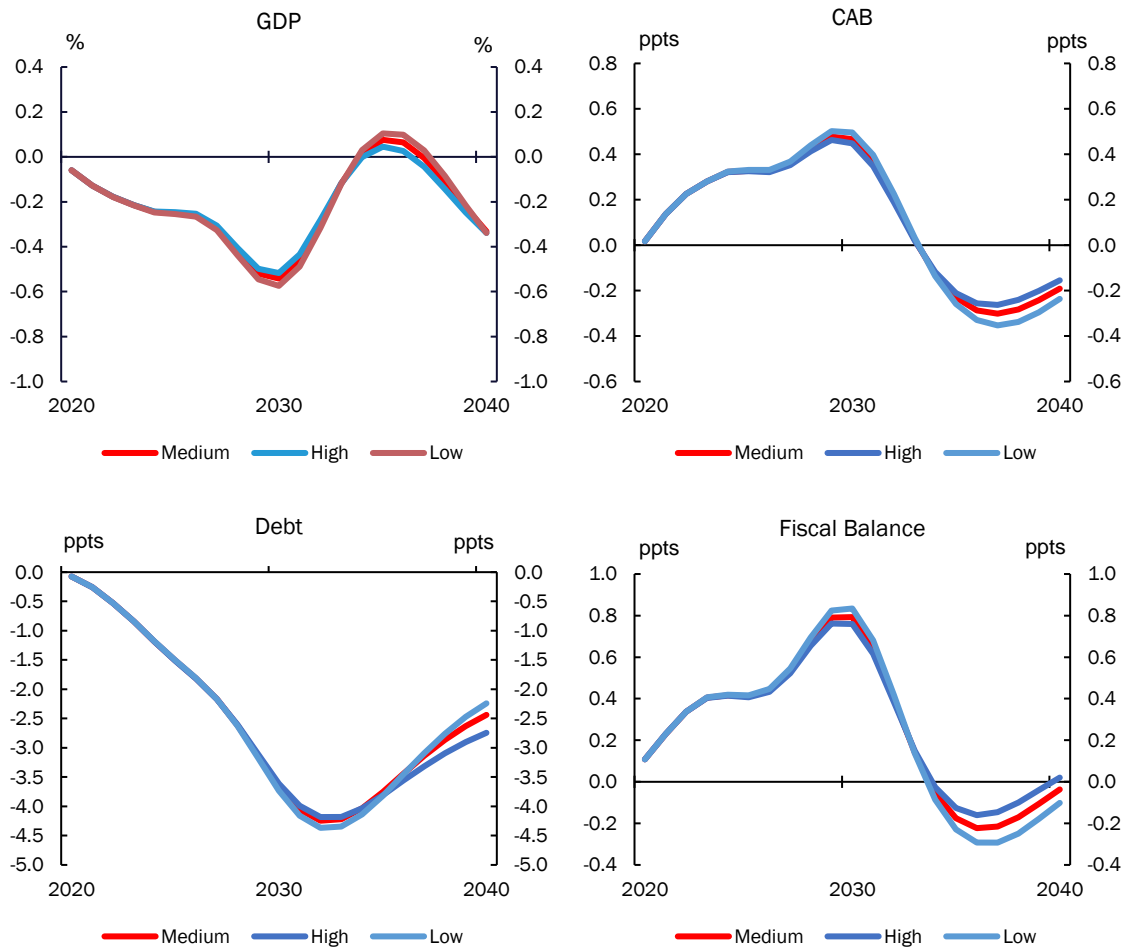 GDP
% %
0.4 0.4
0.2 0.2
0.0 0.0
-0.2 -0.2
-0.4 -0.4
-0.6 -0.6
-0.8 -0.8
-1.0 -1.0
2020 2030 2040
Medium High Low
CAB
ppts ppts
0.8 0.8
0.6 0.6
0.4 0.4
0.2 0.2
0.0 0.0
-0.2 -0.2
-0.4 -0.4
-0.6 -0.6
2020 2030 2040
Medium High Low
Debt
ppts ppts
0.0 0.0
-0.5 -0.5
-1.0 -1.0
-1.5 -1.5
-2.0 -2.0
-2.5 -2.5
-3.0 -3.0
-3.5 -3.5
-4.0 -4.0
-4.5 -4.5
-5.0 -5.0
2020 2030 2040
Medium High Low
Fiscal Balance
ppts ppts
1.0 1.0
0.8 0.8
0.6 0.6
0.4 0.4
0.2 0.2
0.0 0.0
-0.2 -0.2
-0.4 -0.4
2020 2030 2040
Medium High Low